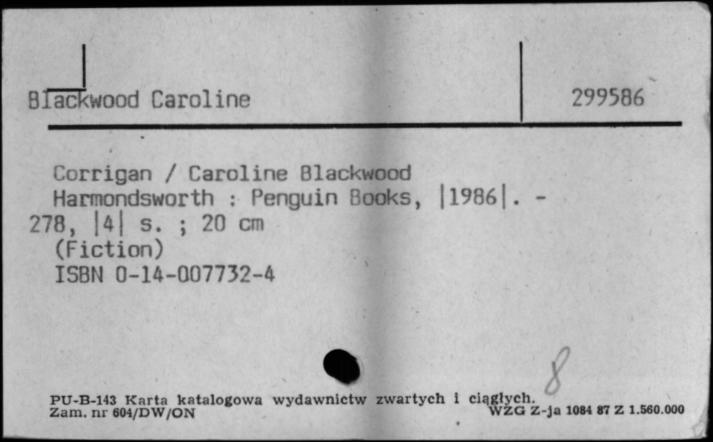 Blackwood Caroline 299586
Corrigan / Caroline Blackwood
Harmondsworth : Penguin Books, |1986|. -
278, |4| s. ; 20 cm
(Fiction)
ISBN 0-14-007732-4
8
PU-B-143 Karta katalogowa wydawnictw zwartych i ciągłych.
Zam. nr 604/DW/ON WZG Z-ja 1084 87 Z 1.560.000